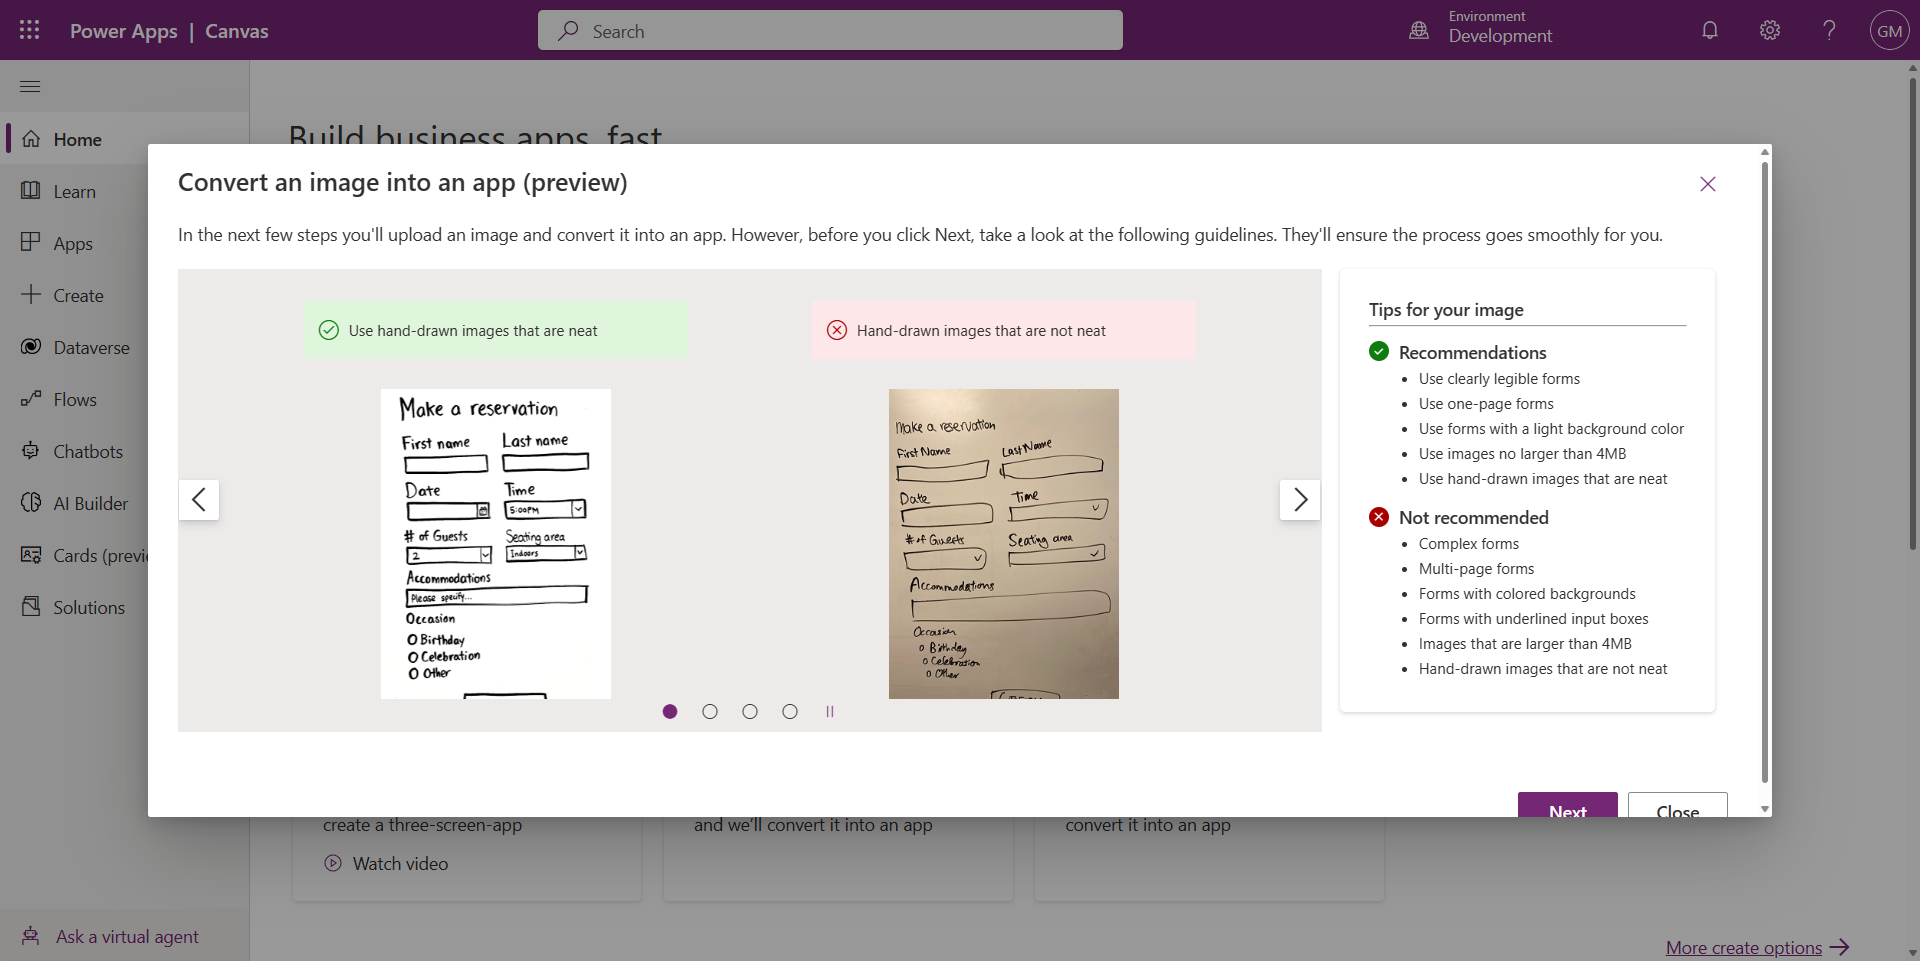 Power Apps | Canvas
Search
Environment
Development
GM
Home
Learn
Apps
Create
Dataverse
Flows
Chatbots
AI Builder
Cards (previ
Solutions
Ask a virtual agent
Build business apps, fast
Convert an image into an app (preview)
In the next few steps you'll upload an image and convert it into an app. However, before you click Next, take a look at the following guidelines. They'll ensure the process goes smoothly for you.
Use hand-drawn images that are neat
Make a reservation
First name Last name
Date Time
5:00PM
# of Guests Seating area
2 Indoors
Accommodations
Please specify...
Occasion
Birthday
Celebration
Other
Hand-drawn images that are not neat
Make a reservation
First Name Last Name
Date Time
# of Guests Seating area
Accommodations
Occasion
Birthday
Celebration
Other
Tips for your image
Recommendations
• Use clearly legible forms
• Use one-page forms
• Use forms with a light background color
• Use images no larger than 4MB
• Use hand-drawn images that are neat
Not recommended
• Complex forms
• Multi-page forms
• Forms with colored backgrounds
• Forms with underlined input boxes
• Images that are larger than 4MB
• Hand-drawn images that are not neat
Next
Close
create a three-screen-app
Watch video
and we'll convert it into an app
convert it into an app
More create options